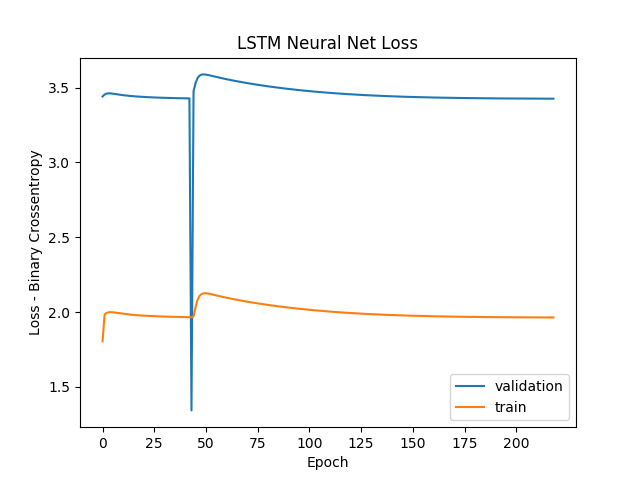 LSTM Neural Net Loss
Loss - Binary Crossentropy
3.5
3.0
2.5
2.0
1.5
validation
train
0 25 50 75 100 125 150 175 200
Epoch